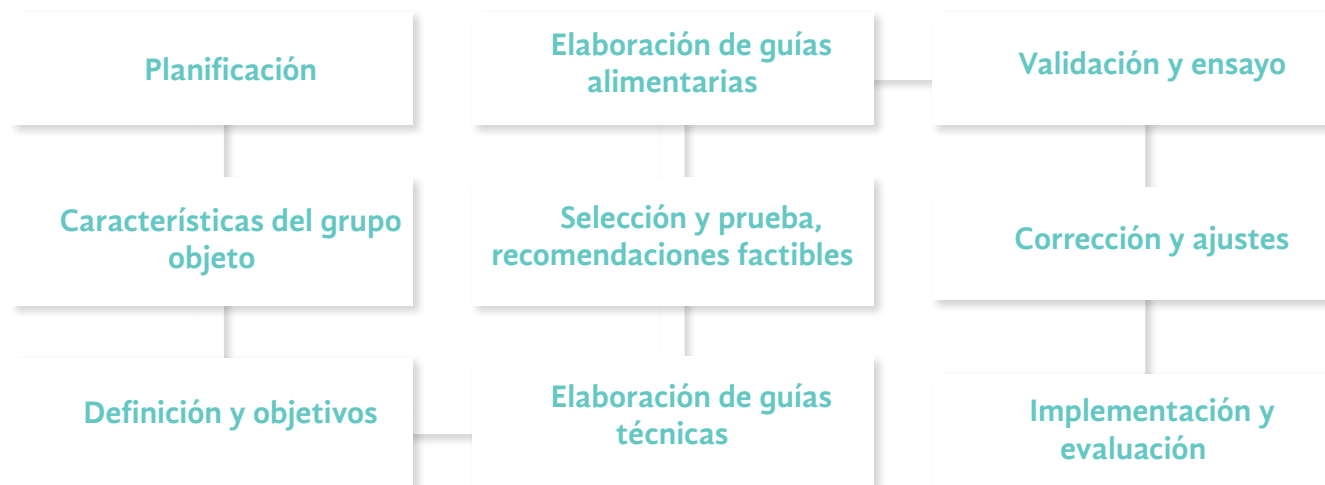 Planificación
Características del grupo
objeto
Definición y objetivos
Elaboración de guías
alimentarias
Selección y prueba,
recomendaciones factibles
Elaboración de guías
técnicas
Validación y ensayo
Corrección y ajustes
Implementación y
evaluación